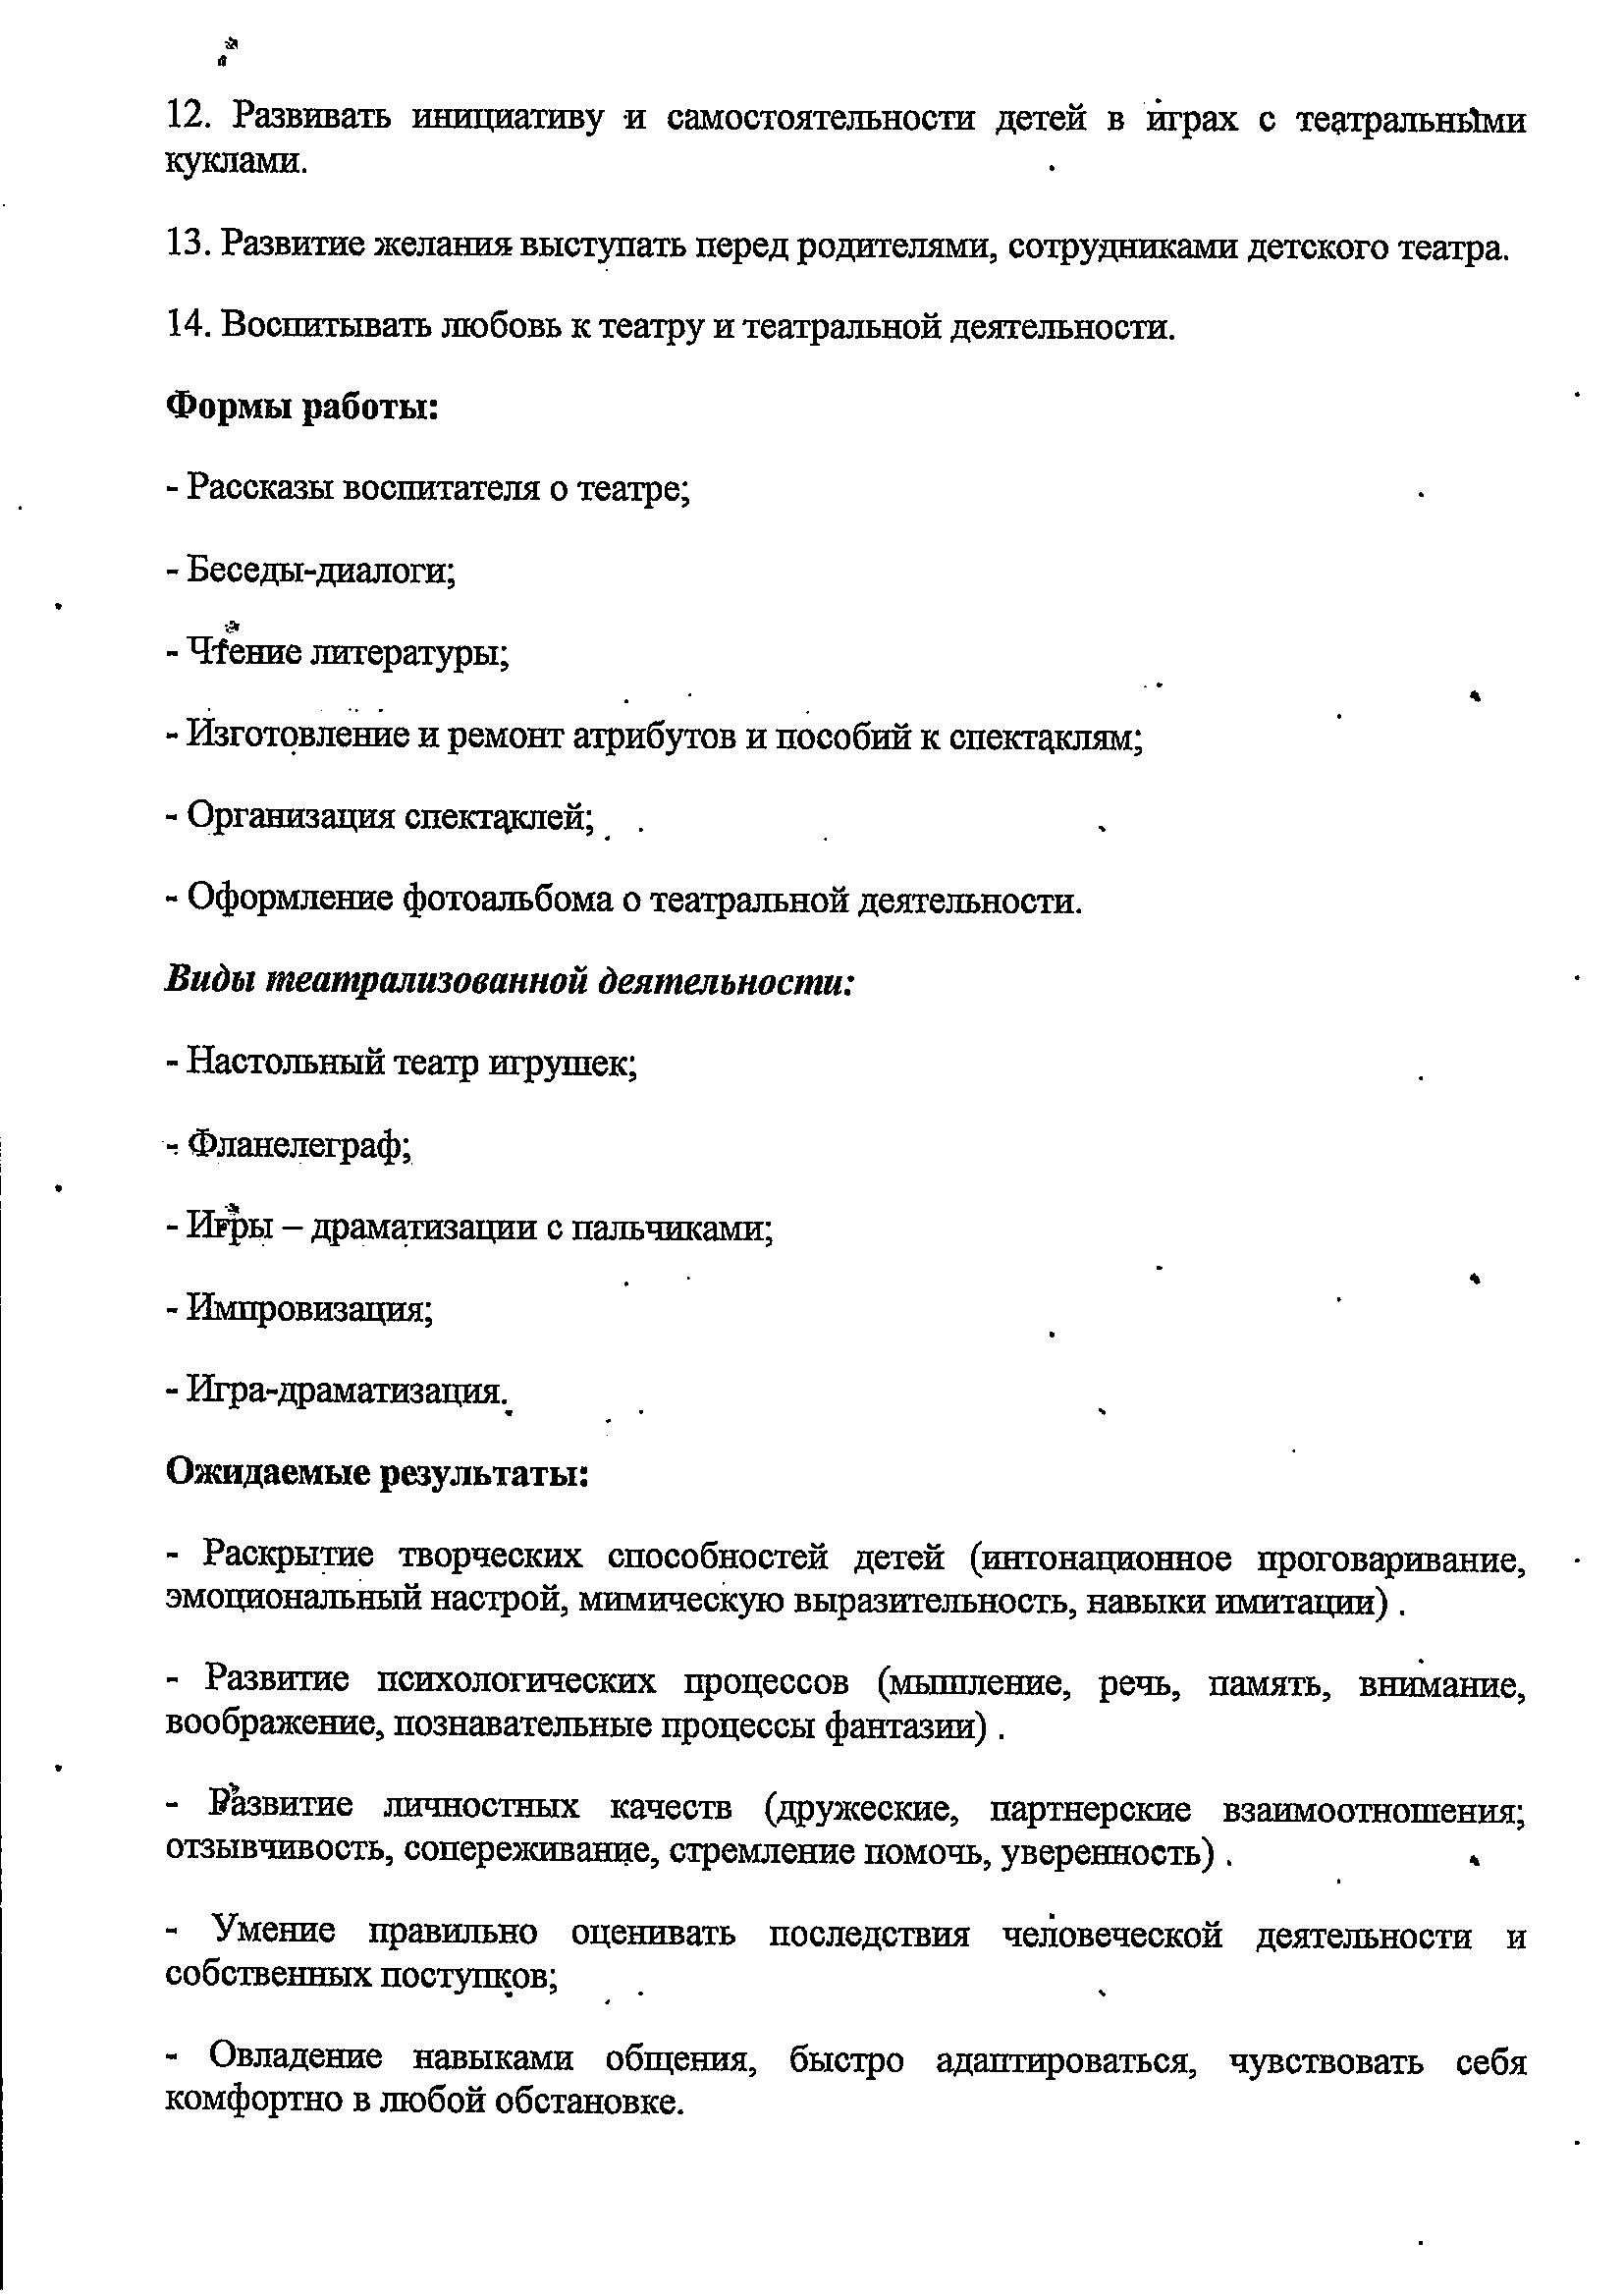 12. Развивать инициативу и самостоятельности детей в играх с театральными
куклами.
13. Развитие желания выступать перед родителями, сотрудниками детского театра.
14. Воспитывать любовь к театру и театральной деятельности.
Формы работы:
- Рассказы воспитателя о театре;
- Беседы-диалоги;
- Чтение литературы;
- Изготовление и ремонт атрибутов и пособий к спектаклям;
- Организация спектаклей;
- Оформление фотоальбома о театральной деятельности.
Виды театрализованной деятельности:
- Настольный театр игрушек;
- Фланелеграф;
- Игры – драматизации с пальчиками;
- Импровизация;
- Игра-драматизация.
Ожидаемые результаты:
- Раскрытие творческих способностей детей (интонационное проговаривание,
эмоциональный настрой, мимическую выразительность, навыки имитации) .
- Развитие психологических процессов (мышление, речь, память, внимание,
воображение, познавательные процессы фантазии) .
- Развитие личностных качеств (дружеские, партнерские взаимоотношения;
отзывчивость, сопереживание, стремление помочь, уверенность) .
- Умение правильно оценивать последствия человеческой деятельности и
собственных поступков;
- Овладение навыками общения, быстро адаптироваться, чувствовать себя
комфортно в любой обстановке.